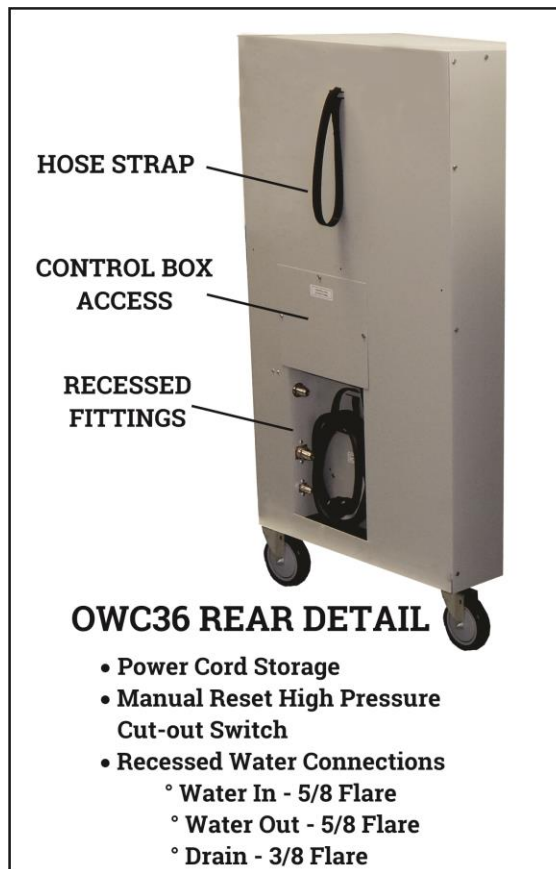 HOSE STRAP
CONTROL BOX
ACCESS
RECESSED
FITTINGS
OWC36 REAR DETAIL
• Power Cord Storage
• Manual Reset High Pressure
Cut-out Switch
• Recessed Water Connections
° Water In - 5/8 Flare
° Water Out - 5/8 Flare
° Drain - 3/8 Flare